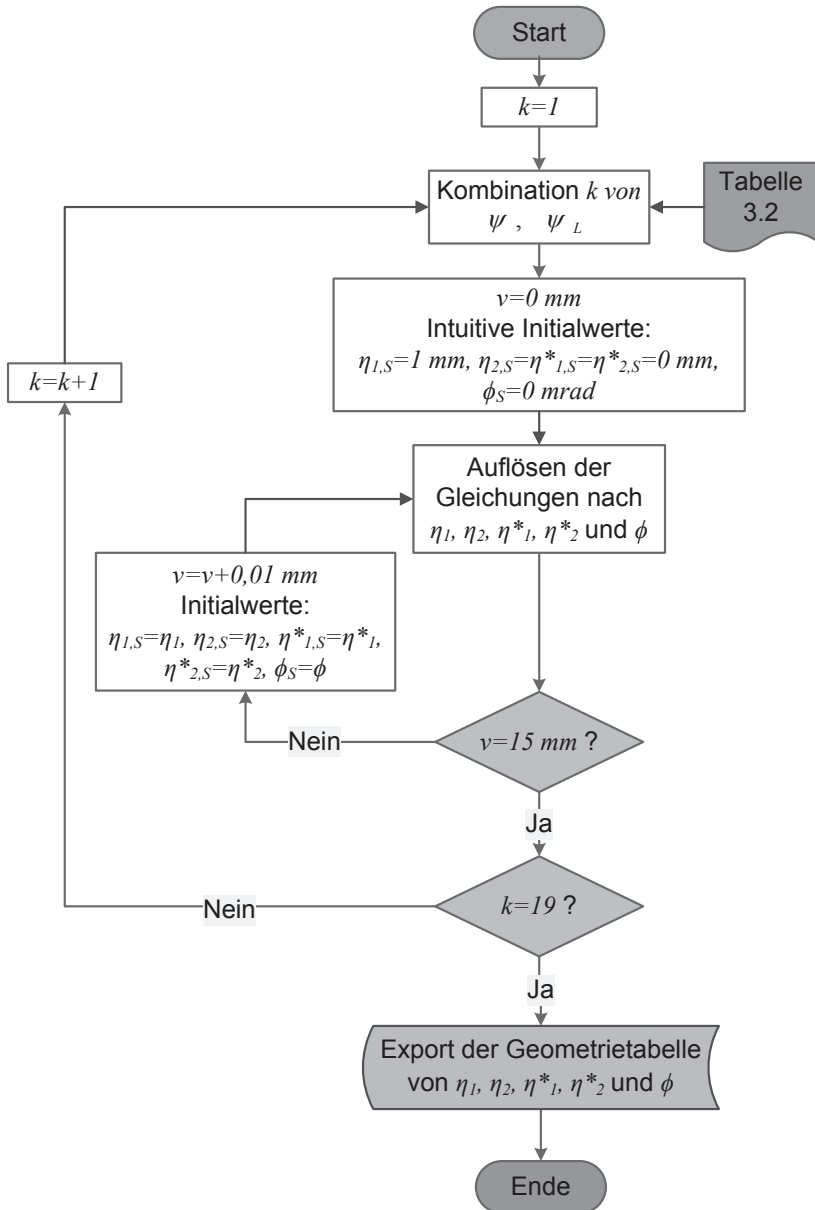 Start
k=1
Kombination k von
ψ , ψ L
Tabelle
3.2
v=0 mm
Intuitive Initialwerte:
η1,S=1 mm, η2,S=η*1,S=η*2,S=0 mm,
ϕS=0 mrad
k=k+1
Auflösen der
Gleichungen nach
η1, η2, η*1, η*2 und ϕ
v=v+0,01 mm
Initialwerte:
η1,S=η1, η2,S=η2, η*1,S=η*1,
η*2,S=η*2, ϕS=ϕ
Nein
v=15 mm ?
Ja
Nein
k=19 ?
Ja
Export der Geometrietabelle
von η1, η2, η*1, η*2 und ϕ
Ende